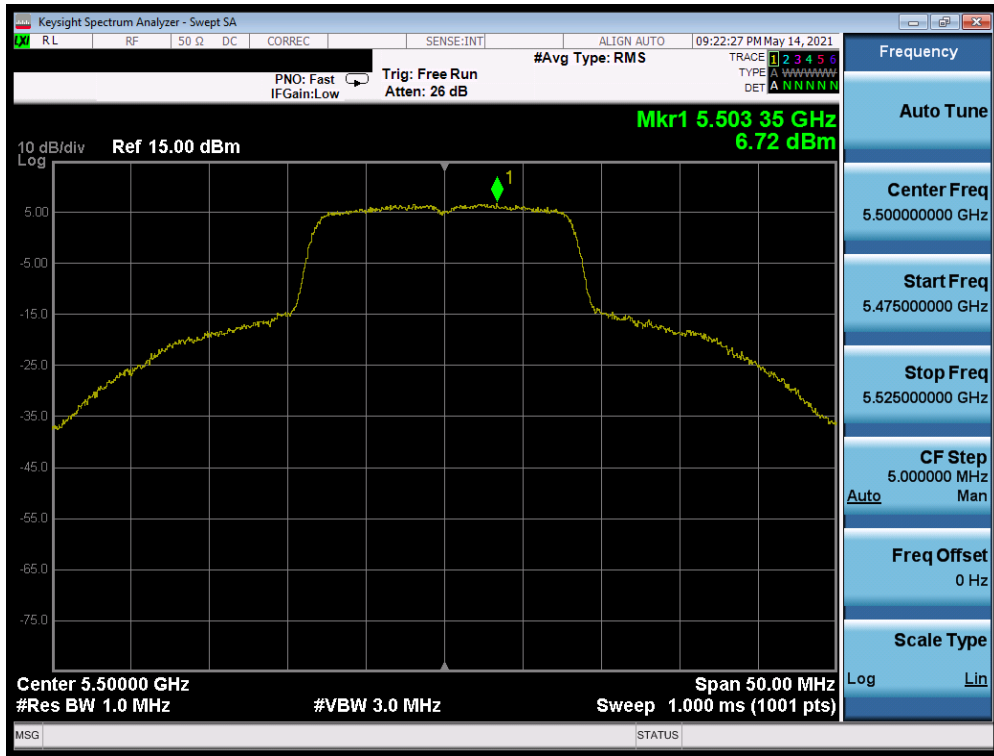 Keysight Spectrum Analyzer - Swept SA
LXI RL RF 50 Ω DC CORREC SENSE:INT ALIGN AUTO 09:22:27 PM May 14, 2021
#Avg Type: RMS TRACE 1 2 3 4 5 6
PNO: Fast Trig: Free Run TYPE A WWWWW
IFGain:Low Atten: 26 dB DET A N N N N N
Mkr1 5.503 35 GHz
6.72 dBm
10 dB/div Ref 15.00 dBm
Log
1
5.00
-5.00
-15.0
-25.0
-35.0
-45.0
-55.0
-65.0
-75.0
Center 5.50000 GHz Span 50.00 MHz
#Res BW 1.0 MHz #VBW 3.0 MHz Sweep 1.000 ms (1001 pts)
MSG STATUS
Frequency
Auto Tune
Center Freq
5.500000000 GHz
Start Freq
5.475000000 GHz
Stop Freq
5.525000000 GHz
CF Step
5.000000 MHz
Auto Man
Freq Offset
0 Hz
Scale Type
Log Lin